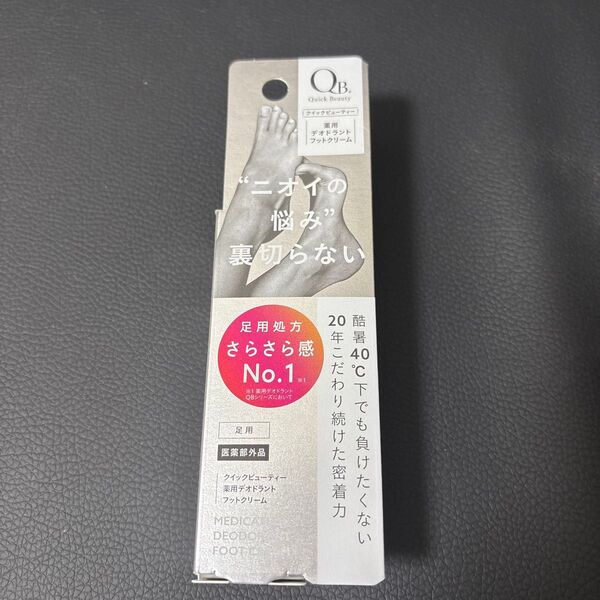 QB
Quick Beauty
クイックビューティー
薬用
デオドラント
フットクリーム
“ニオイの
悩み”
裏切らない
酷暑40℃下でも負けたくない
20年こだわり続けた密着力
足用処方
さらさら感
No.1 ※1
※1 薬用デオドラント
QBシリーズにおいて
足用
医薬部外品
クイックビューティー
薬用デオドラント
フットクリーム
DEODO
FOOT